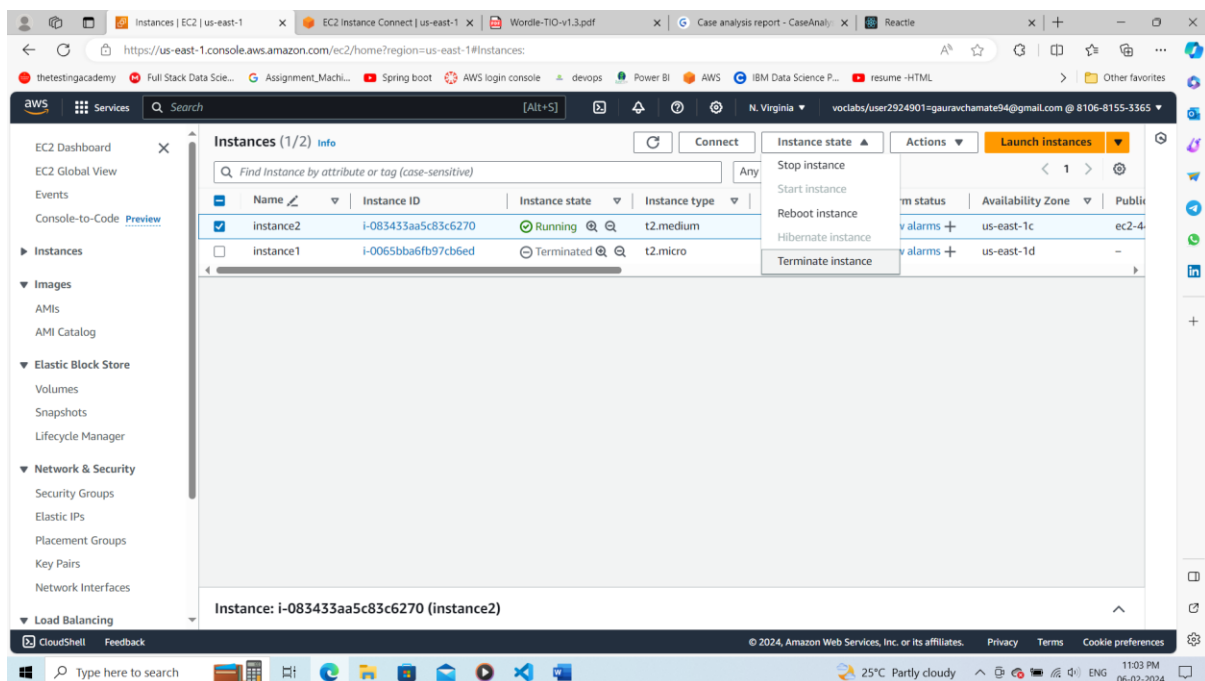 Instances | EC2 | us-east-1
EC2 Instance Connect | us-east-1
Wordle-TIO-v1.3.pdf
Case analysis report - CaseAnaly
Reactle
https://us-east-1.console.aws.amazon.com/ec2/home?region=us-east-1#Instances:
thetestingacademy
Full Stack Data Scie...
Assignment_Machi...
Spring boot
AWS login console
devops
Power BI
AWS
IBM Data Science P...
resume -HTML
Other favorites
aws
Services
Search
[Alt+S]
N. Virginia
voclabs/user2924901=gauravchamate94@gmail.com @ 8106-8155-3365
EC2 Dashboard
EC2 Global View
Events
Console-to-Code Preview
Instances
Images
AMIs
AMI Catalog
Elastic Block Store
Volumes
Snapshots
Lifecycle Manager
Network & Security
Security Groups
Elastic IPs
Placement Groups
Key Pairs
Network Interfaces
Load Balancing
Instances (1/2) Info
Connect
Instance state
Actions
Launch instances
Find Instance by attribute or tag (case-sensitive)
Any
1
Stop instance
Start instance
Reboot instance
Hibernate instance
Terminate instance
Name Instance ID Instance state Instance type rm status Availability Zone Public
instance2 i-083433aa5c83c6270 Running t2.medium v alarms + us-east-1c ec2-4
instance1 i-0065bba6fb97cb6ed Terminated t2.micro v alarms + us-east-1d –
Instance: i-083433aa5c83c6270 (instance2)
CloudShell Feedback
© 2024, Amazon Web Services, Inc. or its affiliates. Privacy Terms Cookie preferences
Type here to search
25°C Partly cloudy
ENG
11:03 PM
06-02-2024